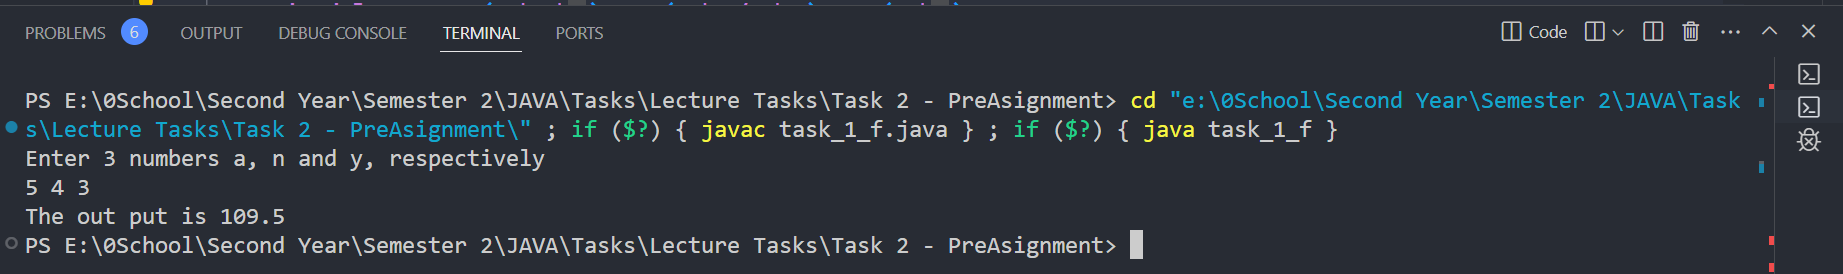 PROBLEMS 6 OUTPUT DEBUG CONSOLE TERMINAL PORTS Code
PS E:\0School\Second Year\Semester 2\JAVA\Tasks\Lecture Tasks\Task 2 - PreAsignment> cd "e:\0School\Second Year\Semester 2\JAVA\Task
s\Lecture Tasks\Task 2 - PreAsignment\" ; if ($?) { javac task_1_f.java } ; if ($?) { java task_1_f }
Enter 3 numbers a, n and y, respectively
5 4 3
The out put is 109.5
PS E:\0School\Second Year\Semester 2\JAVA\Tasks\Lecture Tasks\Task 2 - PreAsignment>